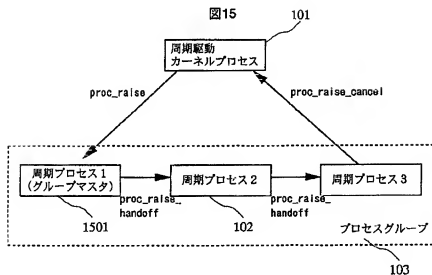 図15
101
周期駆動
カーネルプロセス
proc_raise
proc_raise_cancel
周期プロセス1
(グループマスタ)
周期プロセス2
周期プロセス3
proc_raise_
handoff
proc_raise_
handoff
1501
102
プロセスグループ
103